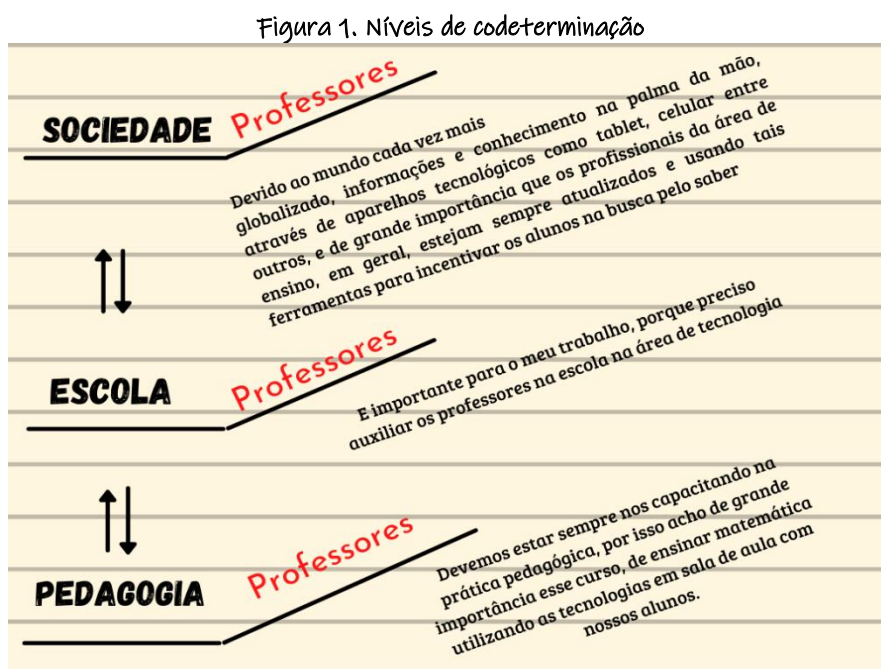 Figura 1. Níveis de codeterminação
SOCIEDADE
Professores
Devido ao mundo cada vez mais
globalizado, informações e conhecimento na palma da mão,
através de aparelhos tecnológicos como tablet, celular entre
outros, e de grande importância que os profissionais da área de
ensino, em geral, estejam sempre atualizados e usando tais
ferramentas para incentivar os alunos na busca pelo saber
ESCOLA
Professores
E importante para o meu trabalho, porque preciso
auxiliar os professores na escola na área de tecnologia
PEDAGOGIA
Professores
Devemos estar sempre nos capacitando na
prática pedagógica, por isso acho de grande
importância esse curso, de ensinar matemática
utilizando as tecnologias em sala de aula com
nossos alunos.